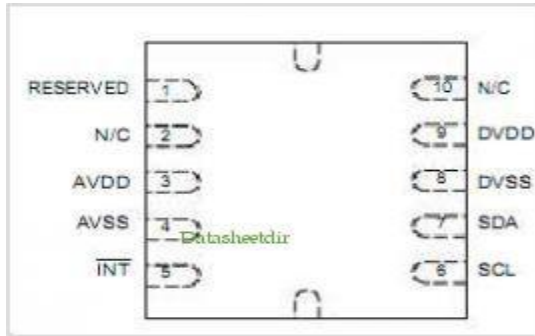 RESERVED 1 10 N/C
N/C 2 9 DVDD
AVDD 3 8 DVSS
AVSS 4 7 SDA
Datasheetdir
INT 5 6 SCL